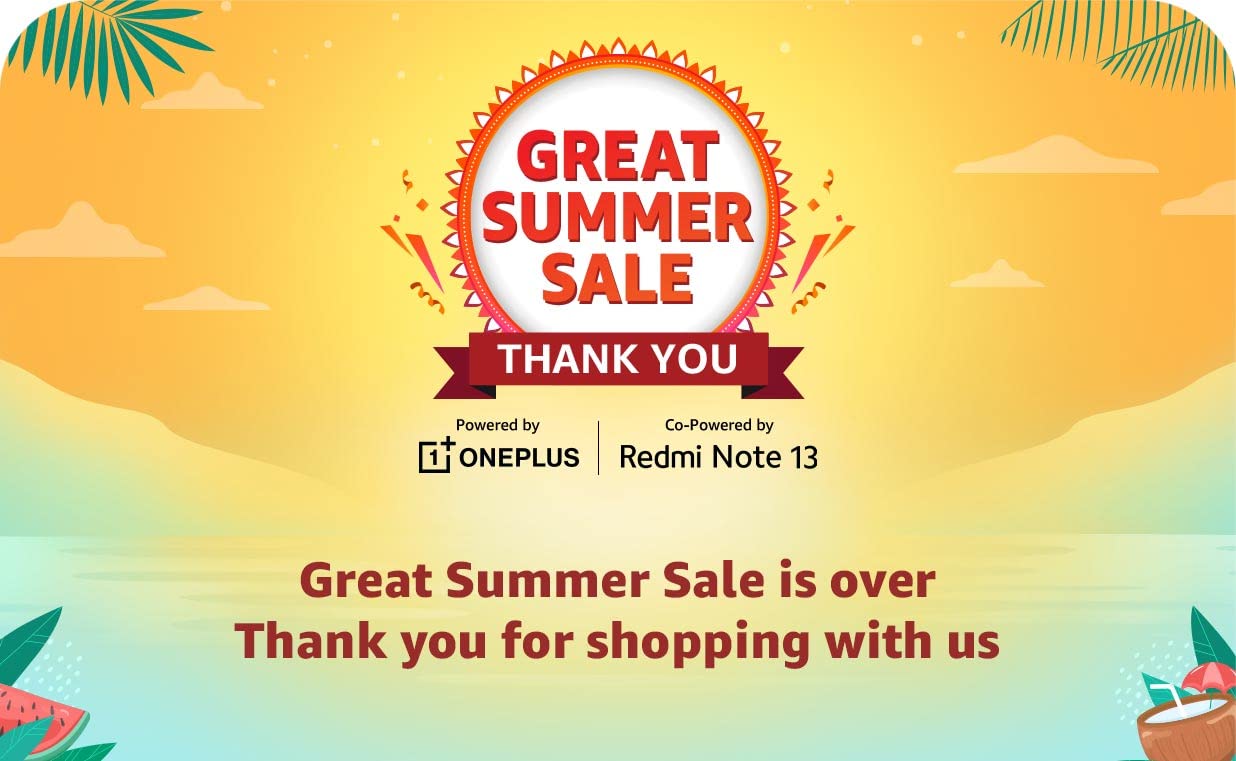 GREAT
SUMMER
SALE
THANK YOU
Powered by
1+ ONEPLUS
Co-Powered by
Redmi Note 13
Great Summer Sale is over
Thank you for shopping with us